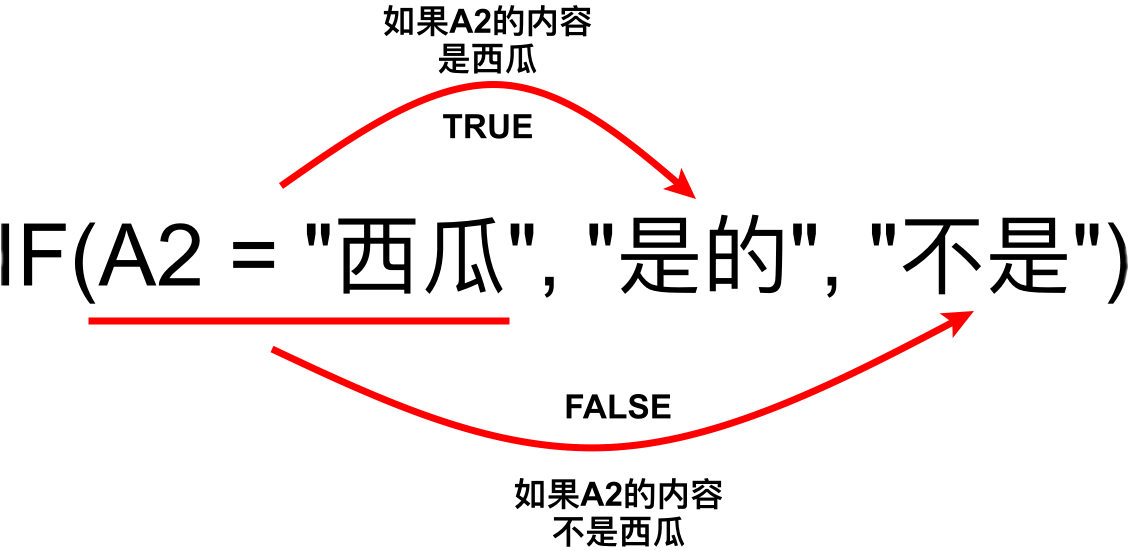 如果A2的内容
是西瓜
TRUE
IF(A2 = "西瓜", "是的", "不是")
FALSE
如果A2的内容
不是西瓜